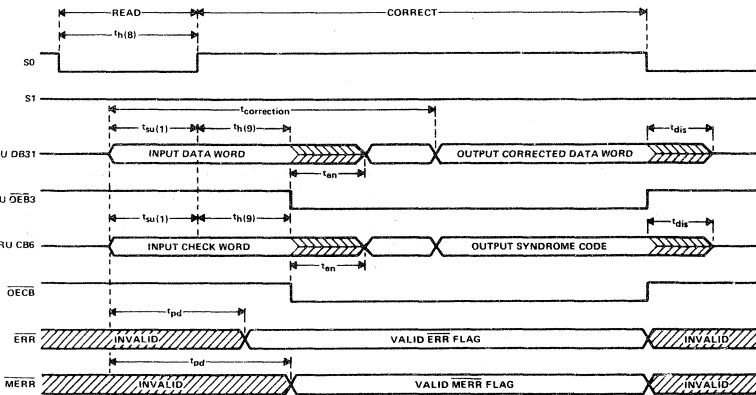 READ CORRECT
th(8)
S0
S1
tcorrection
tsu(1) th(9) tdis
U DB31 INPUT DATA WORD OUTPUT CORRECTED DATA WORD
ten
U OEB3
tsu(1) th(9) tdis
RU CB6 INPUT CHECK WORD OUTPUT SYNDROME CODE
ten
OECB
tpd
ERR INVALID VALID ERR FLAG INVALID
tpd
MERR INVALID VALID MERR FLAG INVALID